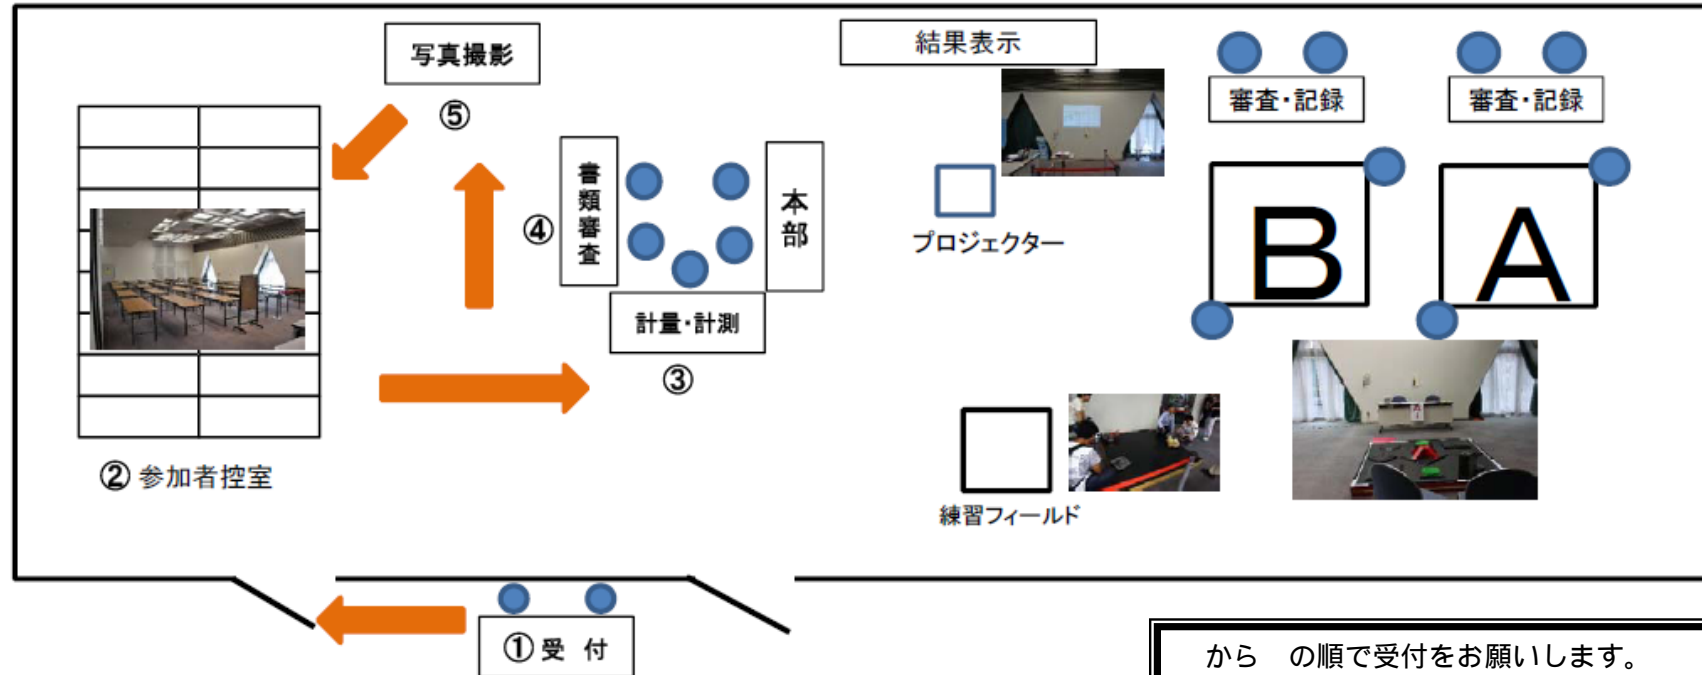 写真撮影
⑤
結果表示
審査・記録
審査・記録
書類審査
④
本部
計量・計測
③
プロジェクター
B
A
② 参加者控室
練習フィールド
① 受 付
から　の順で受付をお願いします。